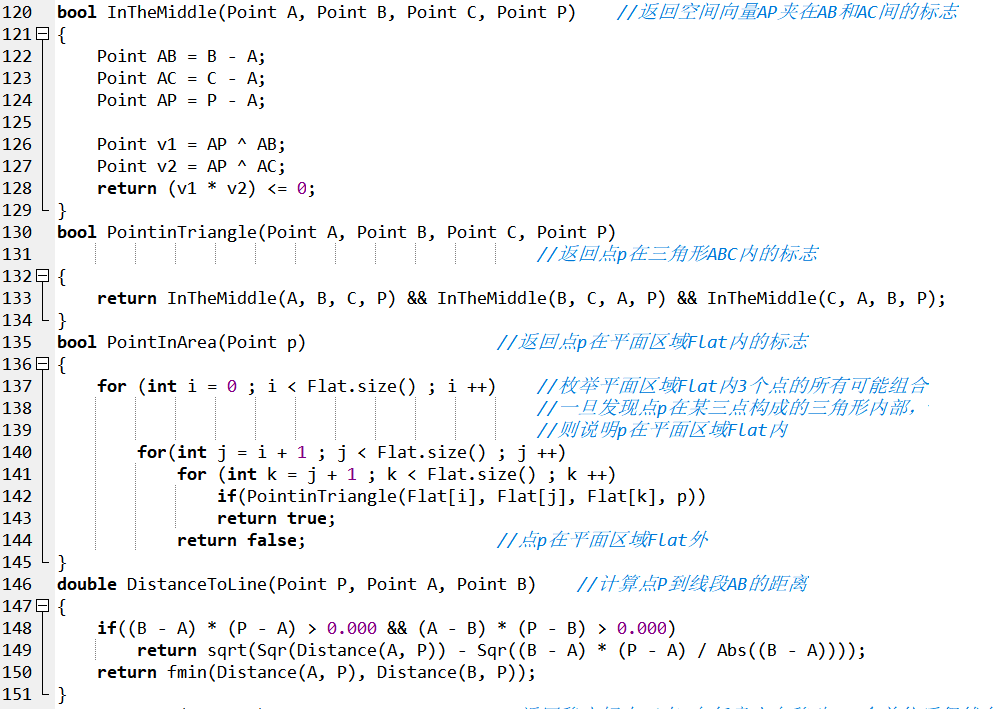 120 bool InTheMiddle(Point A, Point B, Point C, Point P) //返回空间向量AP夹在AB和AC间的标志
121 {
122 Point AB = B - A;
123 Point AC = C - A;
124 Point AP = P - A;
125
126 Point v1 = AP ^ AB;
127 Point v2 = AP ^ AC;
128 return (v1 * v2) <= 0;
129 }
130 bool PointinTriangle(Point A, Point B, Point C, Point P)
131 //返回点p在三角形ABC内的标志
132 {
133 return InTheMiddle(A, B, C, P) && InTheMiddle(B, C, A, P) && InTheMiddle(C, A, B, P);
134 }
135 bool PointInArea(Point p) //返回点p在平面区域Flat内的标志
136 {
137 for (int i = 0 ; i < Flat.size() ; i ++) //枚举平面区域Flat内3个点的所有可能组合
138 //一旦发现点p在某三点构成的三角形内部，
139 //则说明p在平面区域Flat内
140 for(int j = i + 1 ; j < Flat.size() ; j ++)
141 for (int k = j + 1 ; k < Flat.size() ; k ++)
142 if(PointinTriangle(Flat[i], Flat[j], Flat[k], p))
143 return true;
144 return false; //点p在平面区域Flat外
145 }
146 double DistanceToLine(Point P, Point A, Point B) //计算点P到线段AB的距离
147 {
148 if((B - A) * (P - A) > 0.000 && (A - B) * (P - B) > 0.000)
149 return sqrt(Sqr(Distance(A, P)) - Sqr((B - A) * (P - A) / Abs((B - A))));
150 return fmin(Distance(A, P), Distance(B, P));
151 }